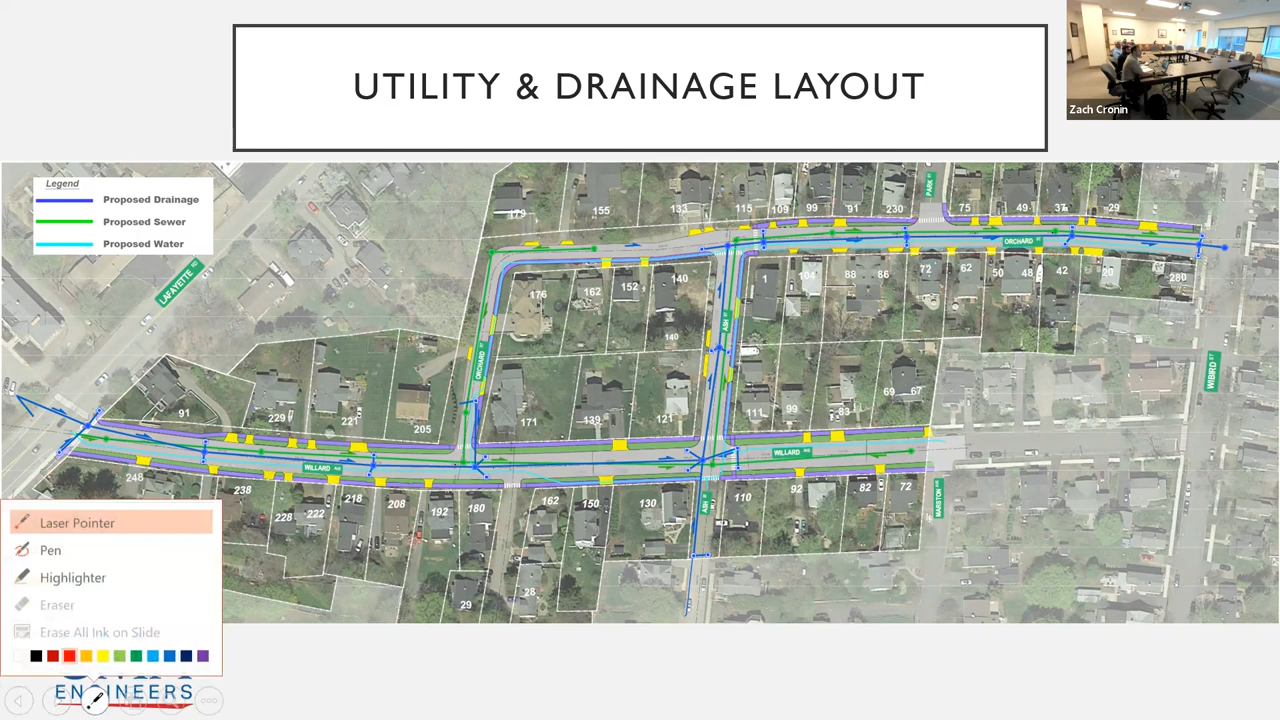 UTILITY & DRAINAGE LAYOUT
Zach Cronin
Legend
Proposed Drainage
Proposed Sewer
Proposed Water
LAFAYETTE RD
PARK ST
179 155 133 115 109 99 91 230 75 49 37 29
ORCHARD ST
176 162 152 140 1 104 88 86 72 62 50 48 42 20 280
140
ASH ST
ORCHARD ST
WIBIRD ST
91 229 221 205 171 139 121 111 99 83 69 67
WILLARD AVE
WILLARD AVE
248 238 228 222 218 208 192 180 162 150 130 110 92 82 72
ASH ST
MARSTON AVE
29 28
Laser Pointer
Pen
Highlighter
Eraser
Erase All Ink on Slide
ENGINEERS